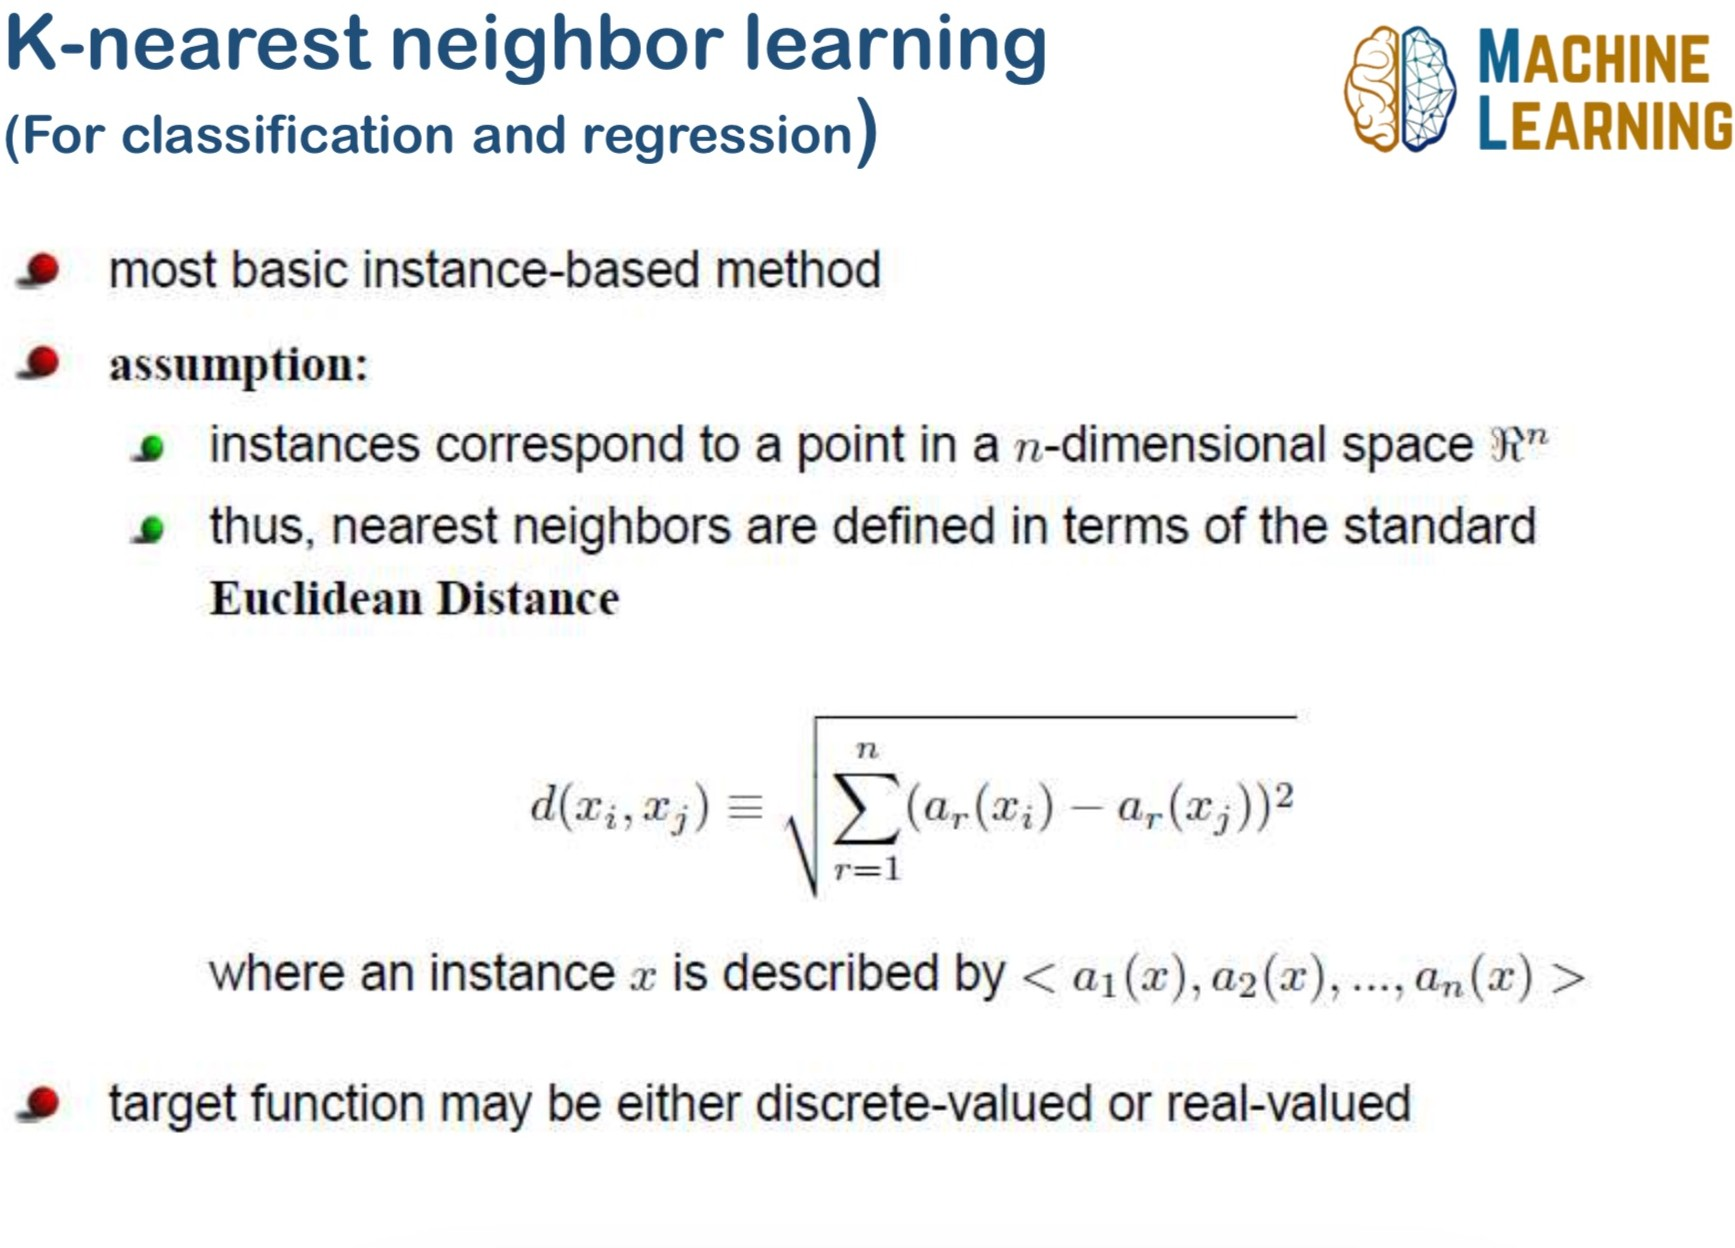 K-nearest neighbor learning
(For classification and regression)
MACHINE
LEARNING
most basic instance-based method
assumption:
instances correspond to a point in a n-dimensional space ℜⁿ
thus, nearest neighbors are defined in terms of the standard
Euclidean Distance
d(xᵢ, xⱼ) ≡ √ ∑ⁿᵣ₌₁ (aᵣ(xᵢ) − aᵣ(xⱼ))²
where an instance x is described by < a₁(x), a₂(x), ..., aₙ(x) >
target function may be either discrete-valued or real-valued